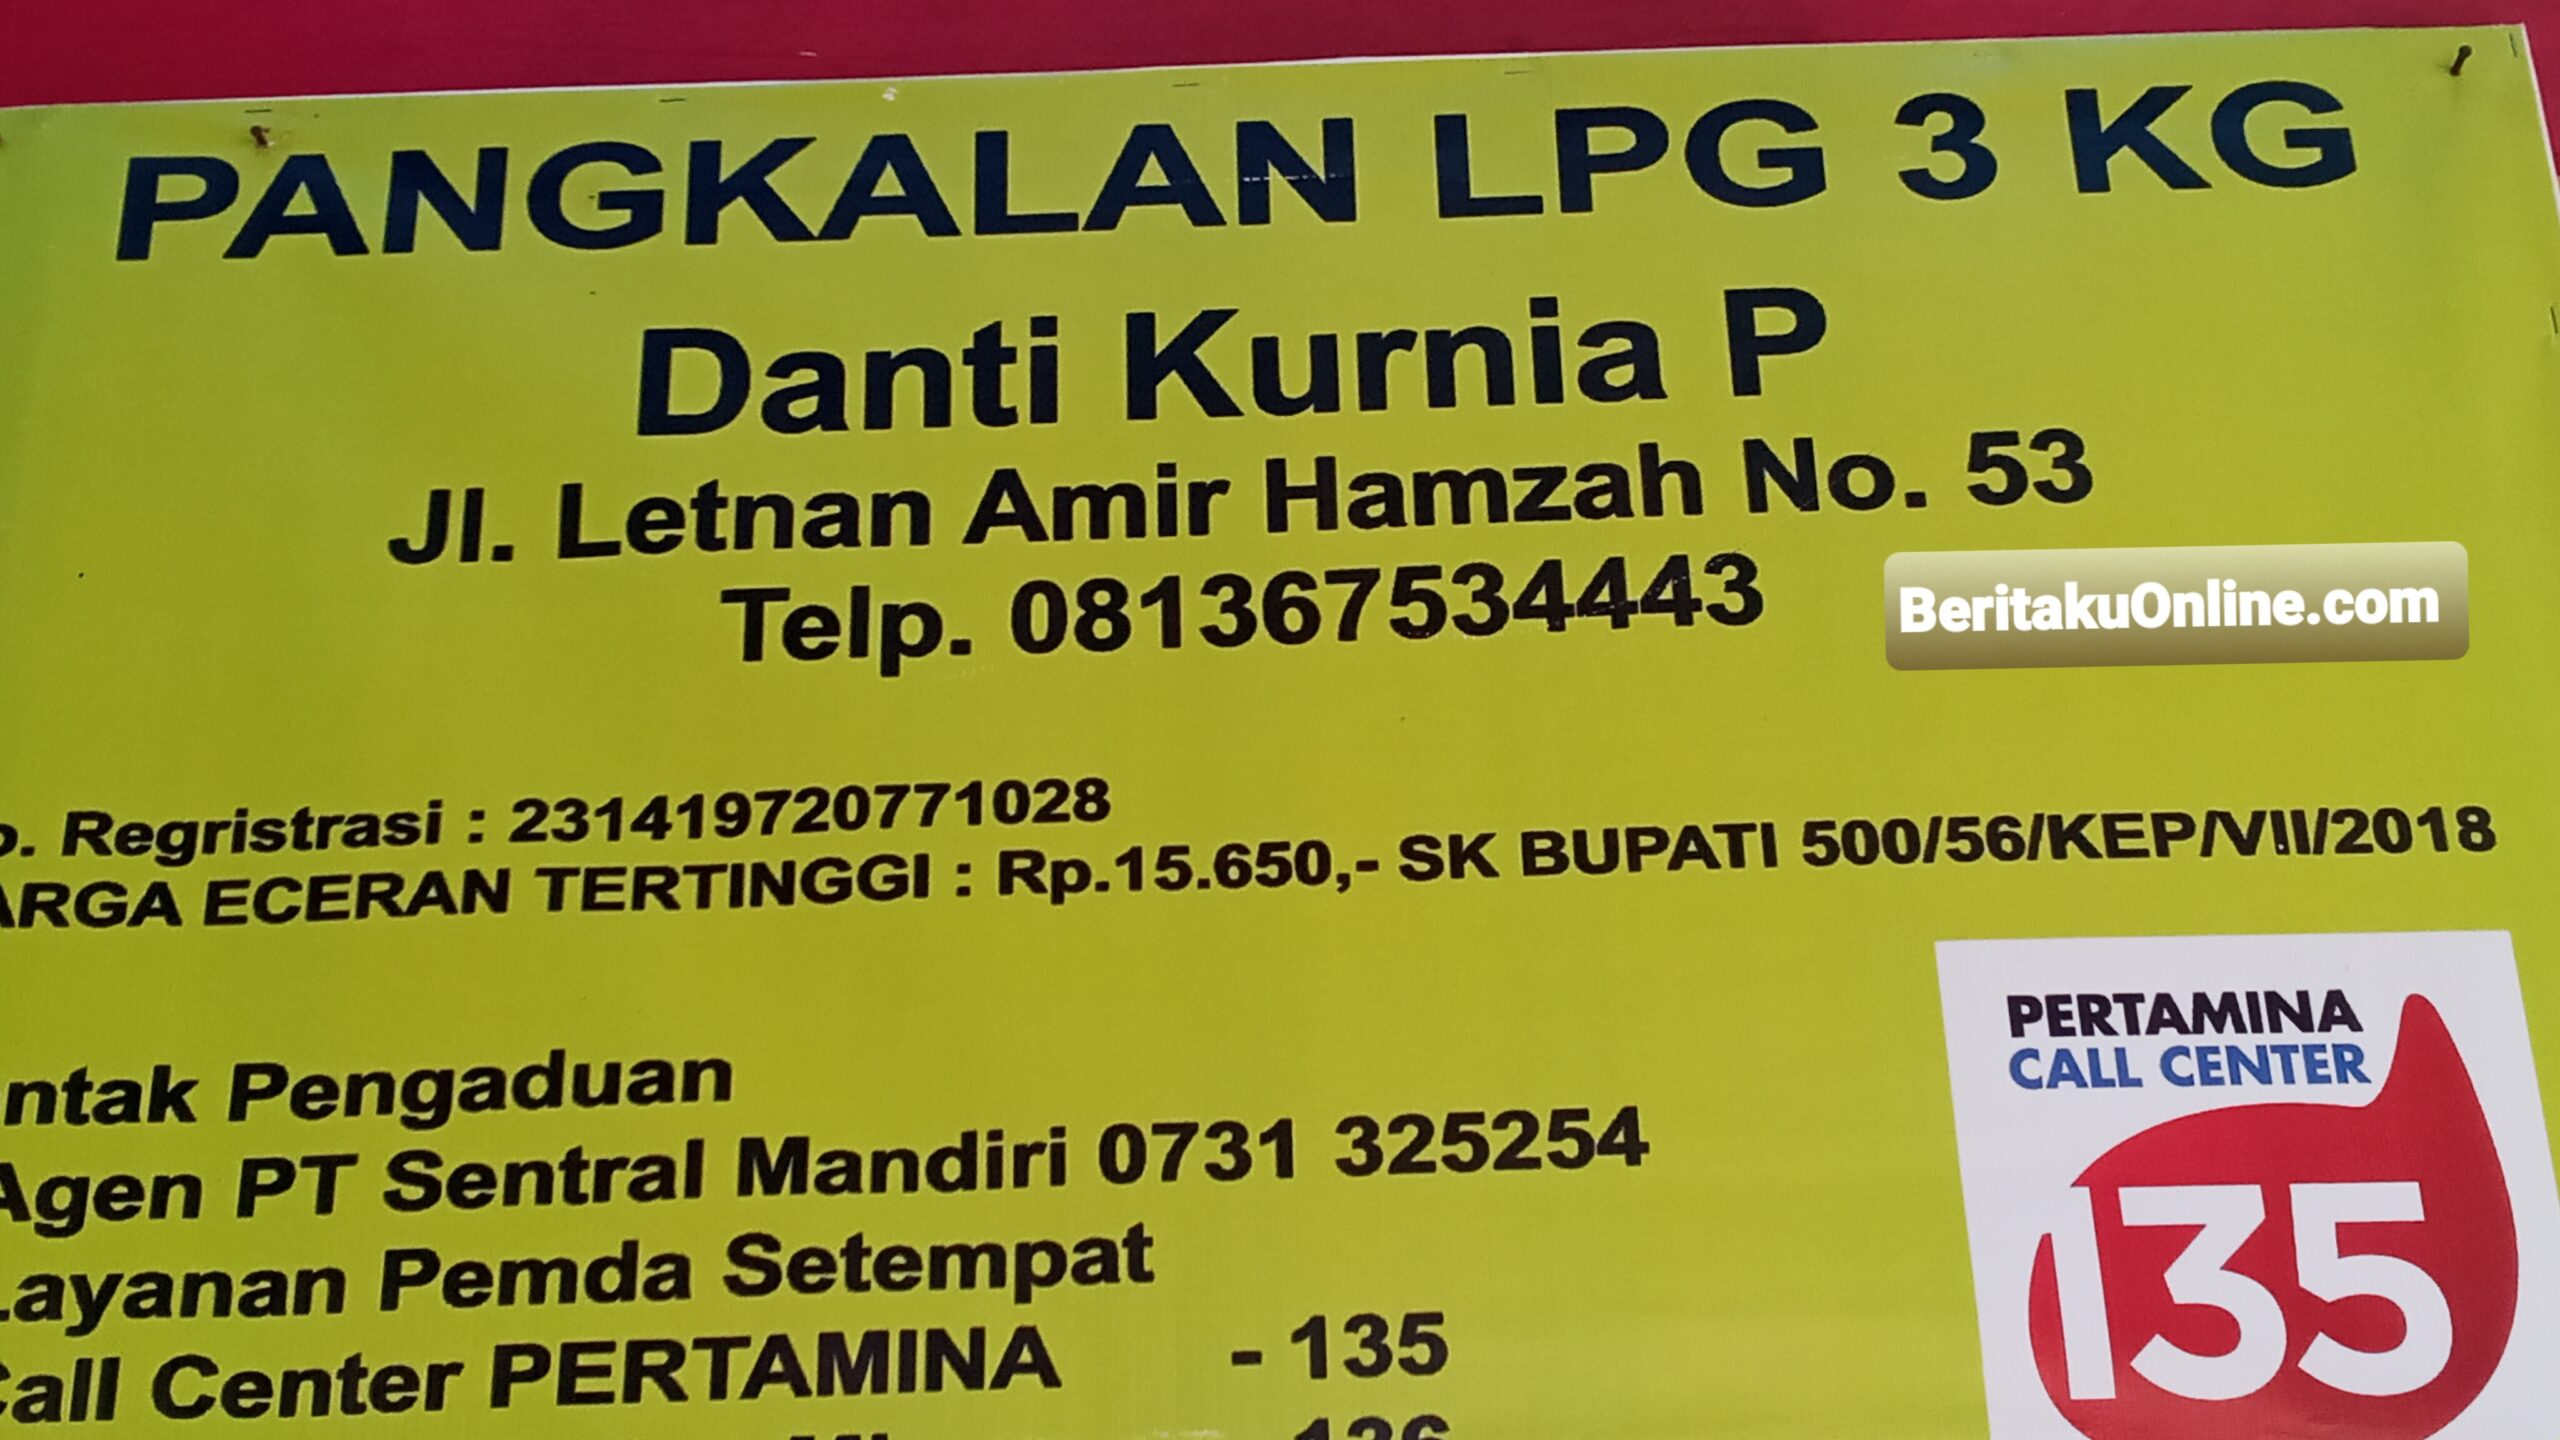 PANGKALAN LPG 3 KG
Danti Kurnia P
Jl. Letnan Amir Hamzah No. 53
Telp. 081367534443
BeritakuOnline.com
o. Regristrasi : 231419720771028
ARGA ECERAN TERTINGGI : Rp.15.650,- SK BUPATI 500/56/KEP/VII/2018
ntak Pengaduan
Agen PT Sentral Mandiri 0731 325254
Layanan Pemda Setempat
Call Center PERTAMINA - 135
PERTAMINA
CALL CENTER
135